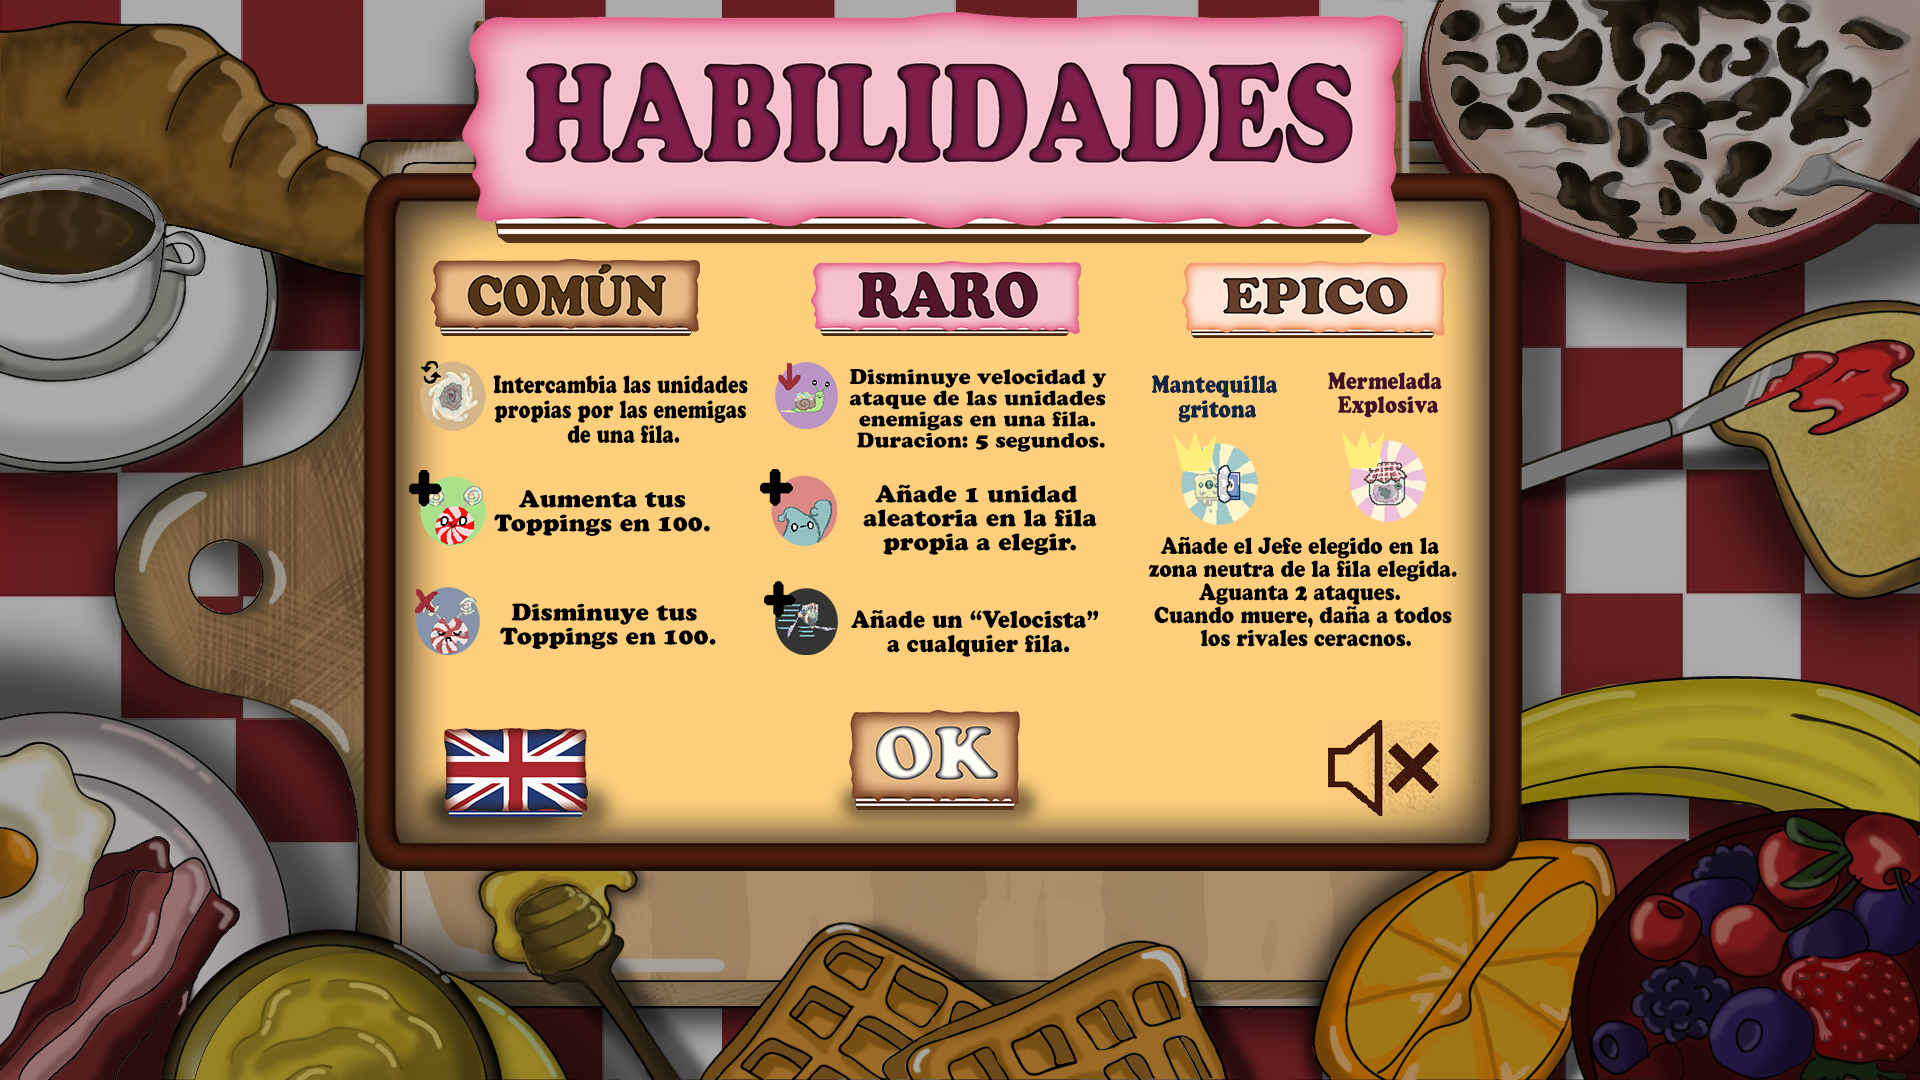 HABILIDADES
COMÚN
Intercambia las unidades
propias por las enemigas
de una fila.
Aumenta tus
Toppings en 100.
Disminuye tus
Toppings en 100.
RARO
Disminuye velocidad y
ataque de las unidades
enemigas en una fila.
Duracion: 5 segundos.
Añade 1 unidad
aleatoria en la fila
propia a elegir.
Añade un “Velocista”
a cualquier fila.
EPICO
Mantequilla
gritona
Mermelada
Explosiva
Añade el Jefe elegido en la
zona neutra de la fila elegida.
Aguanta 2 ataques.
Cuando muere, daña a todos
los rivales ceracnos.
OK